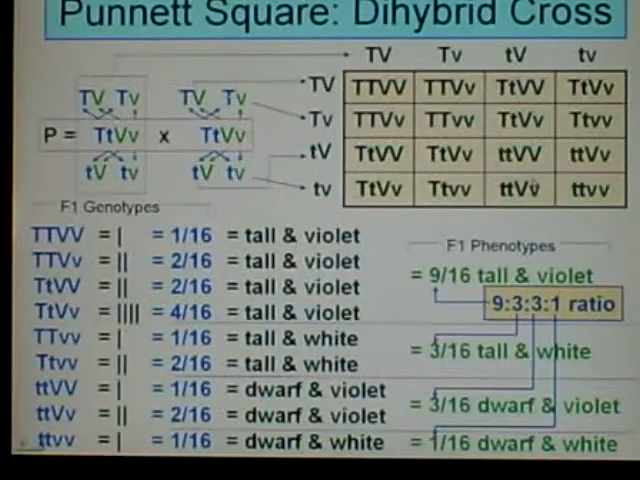 Punnett Square: Dihybrid Cross
TV Tv tV tv
TV TTVV TTVv TtVV TtVv
Tv TTVv TTvv TtVv Ttvv
tV TtVV TtVv ttVV ttVv
tv TtVv Ttvv ttVv ttvv
TV Tv TV Tv
P = TtVv x TtVv
tV tv tV tv
F1 Genotypes
TTVV = | = 1/16 = tall & violet
TTVv = || = 2/16 = tall & violet
TtVV = || = 2/16 = tall & violet
TtVv = |||| = 4/16 = tall & violet
TTvv = | = 1/16 = tall & white
Ttvv = || = 2/16 = tall & white
ttVV = | = 1/16 = dwarf & violet
ttVv = || = 2/16 = dwarf & violet
ttvv = | = 1/16 = dwarf & white
F1 Phenotypes
= 9/16 tall & violet
9:3:3:1 ratio
= 3/16 tall & white
= 3/16 dwarf & violet
= 1/16 dwarf & white